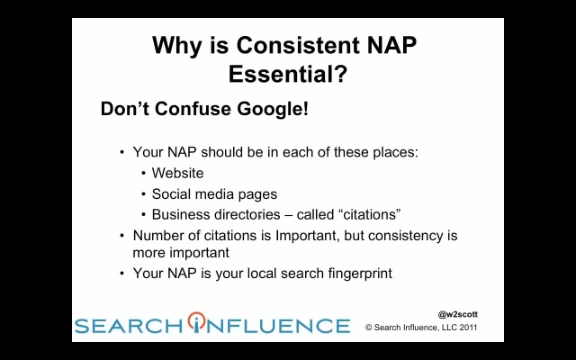 Why is Consistent NAP
Essential?
Don't Confuse Google!
• Your NAP should be in each of these places:
• Website
• Social media pages
• Business directories – called “citations”
• Number of citations is Important, but consistency is
more important
• Your NAP is your local search fingerprint
@w2scott
SEARCH INFLUENCE
© Search Influence, LLC 2011